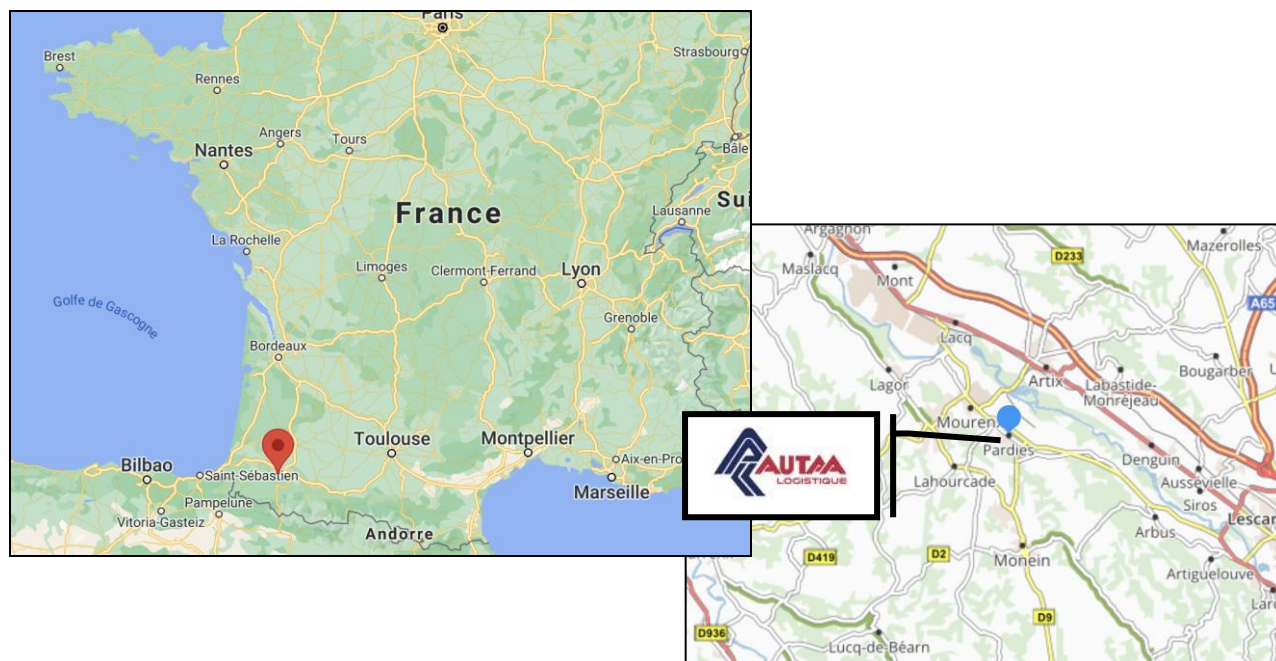 Paris
Brest
Strasbourg
Rennes
Angers
Tours
Bâle
Nantes
France
Lausanne
La Rochelle
Limoges
Clermont-Ferrand
Lyon
Golfe de
Gascogne
Grenoble
Bordeaux
Toulouse
Montpellier
Bilbao
Saint-Sébastien
Aix-en-Pro
Pampelune
Marseille
Vitoria-Gasteiz
Andorre
Argagnon
D233
Mazerolles
Maslacq
Mont
A65
Lacq
Bougarber
Lagor
Artix
Labastide-
Monréjeau
Mourenx
Pardies
AUTAA
LOGISTIQUE
Denguin
Lahourcade
Aussevielle
Siros
Lescar
Arbus
D419
D2
Monein
Artiguelouve
D9
D936
Lucq-de-Béarn